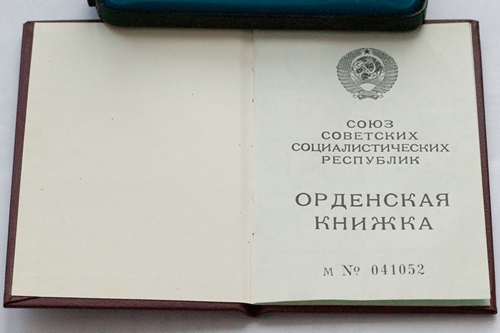 СОЮЗ
СОВЕТСКИХ
СОЦИАЛИСТИЧЕСКИХ
РЕСПУБЛИК
ОРДЕНСКАЯ
КНИЖКА
М № 041052